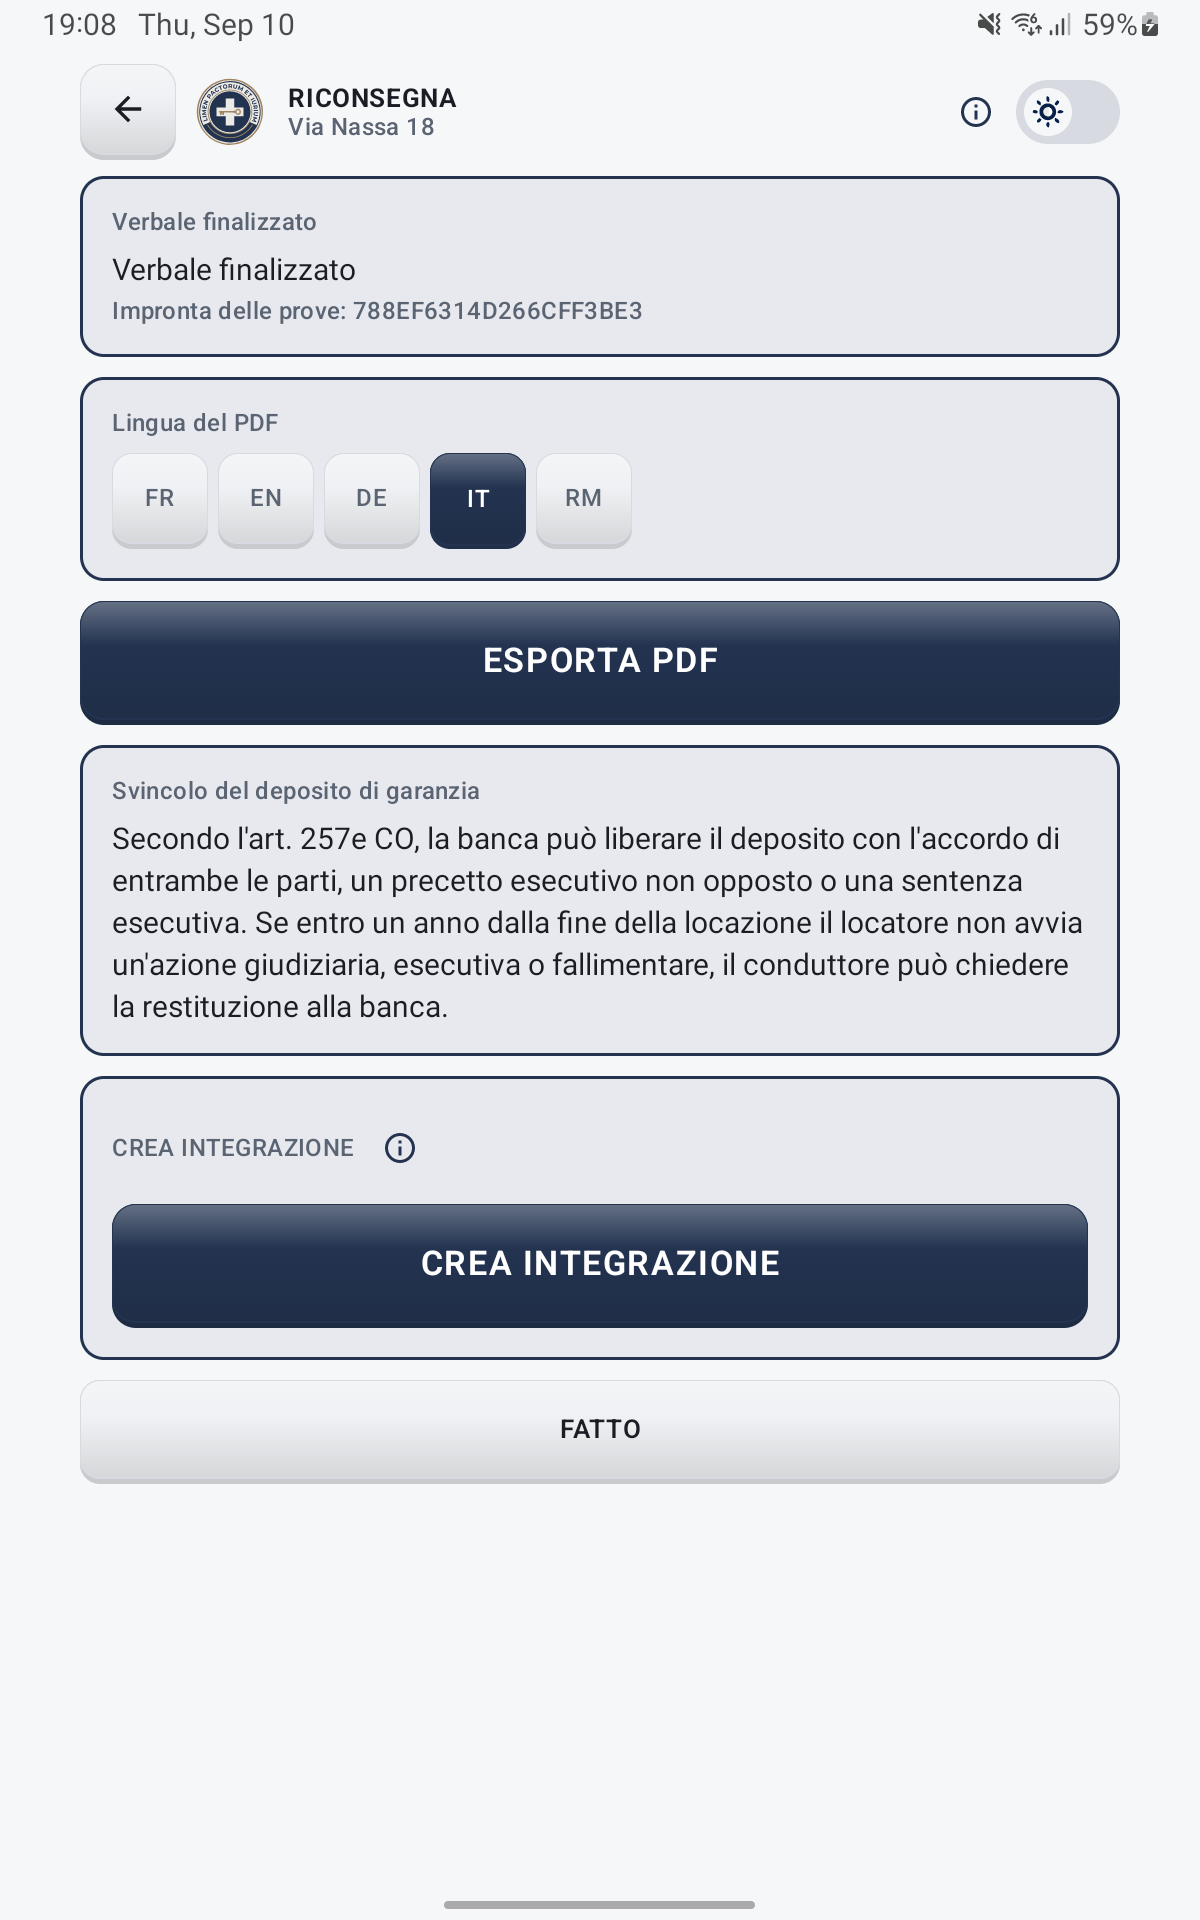 19:08 Thu, Sep 10
59%
LIMEN PACTORUM ET IURIUM
RICONSEGNA
Via Nassa 18
Verbale finalizzato
Verbale finalizzato
Impronta delle prove: 788EF6314D266CFF3BE3
Lingua del PDF
FR
EN
DE
IT
RM
ESPORTA PDF
Svincolo del deposito di garanzia
Secondo l'art. 257e CO, la banca può liberare il deposito con l'accordo di
entrambe le parti, un precetto esecutivo non opposto o una sentenza
esecutiva. Se entro un anno dalla fine della locazione il locatore non avvia
un'azione giudiziaria, esecutiva o fallimentare, il conduttore può chiedere
la restituzione alla banca.
CREA INTEGRAZIONE
CREA INTEGRAZIONE
FATTO